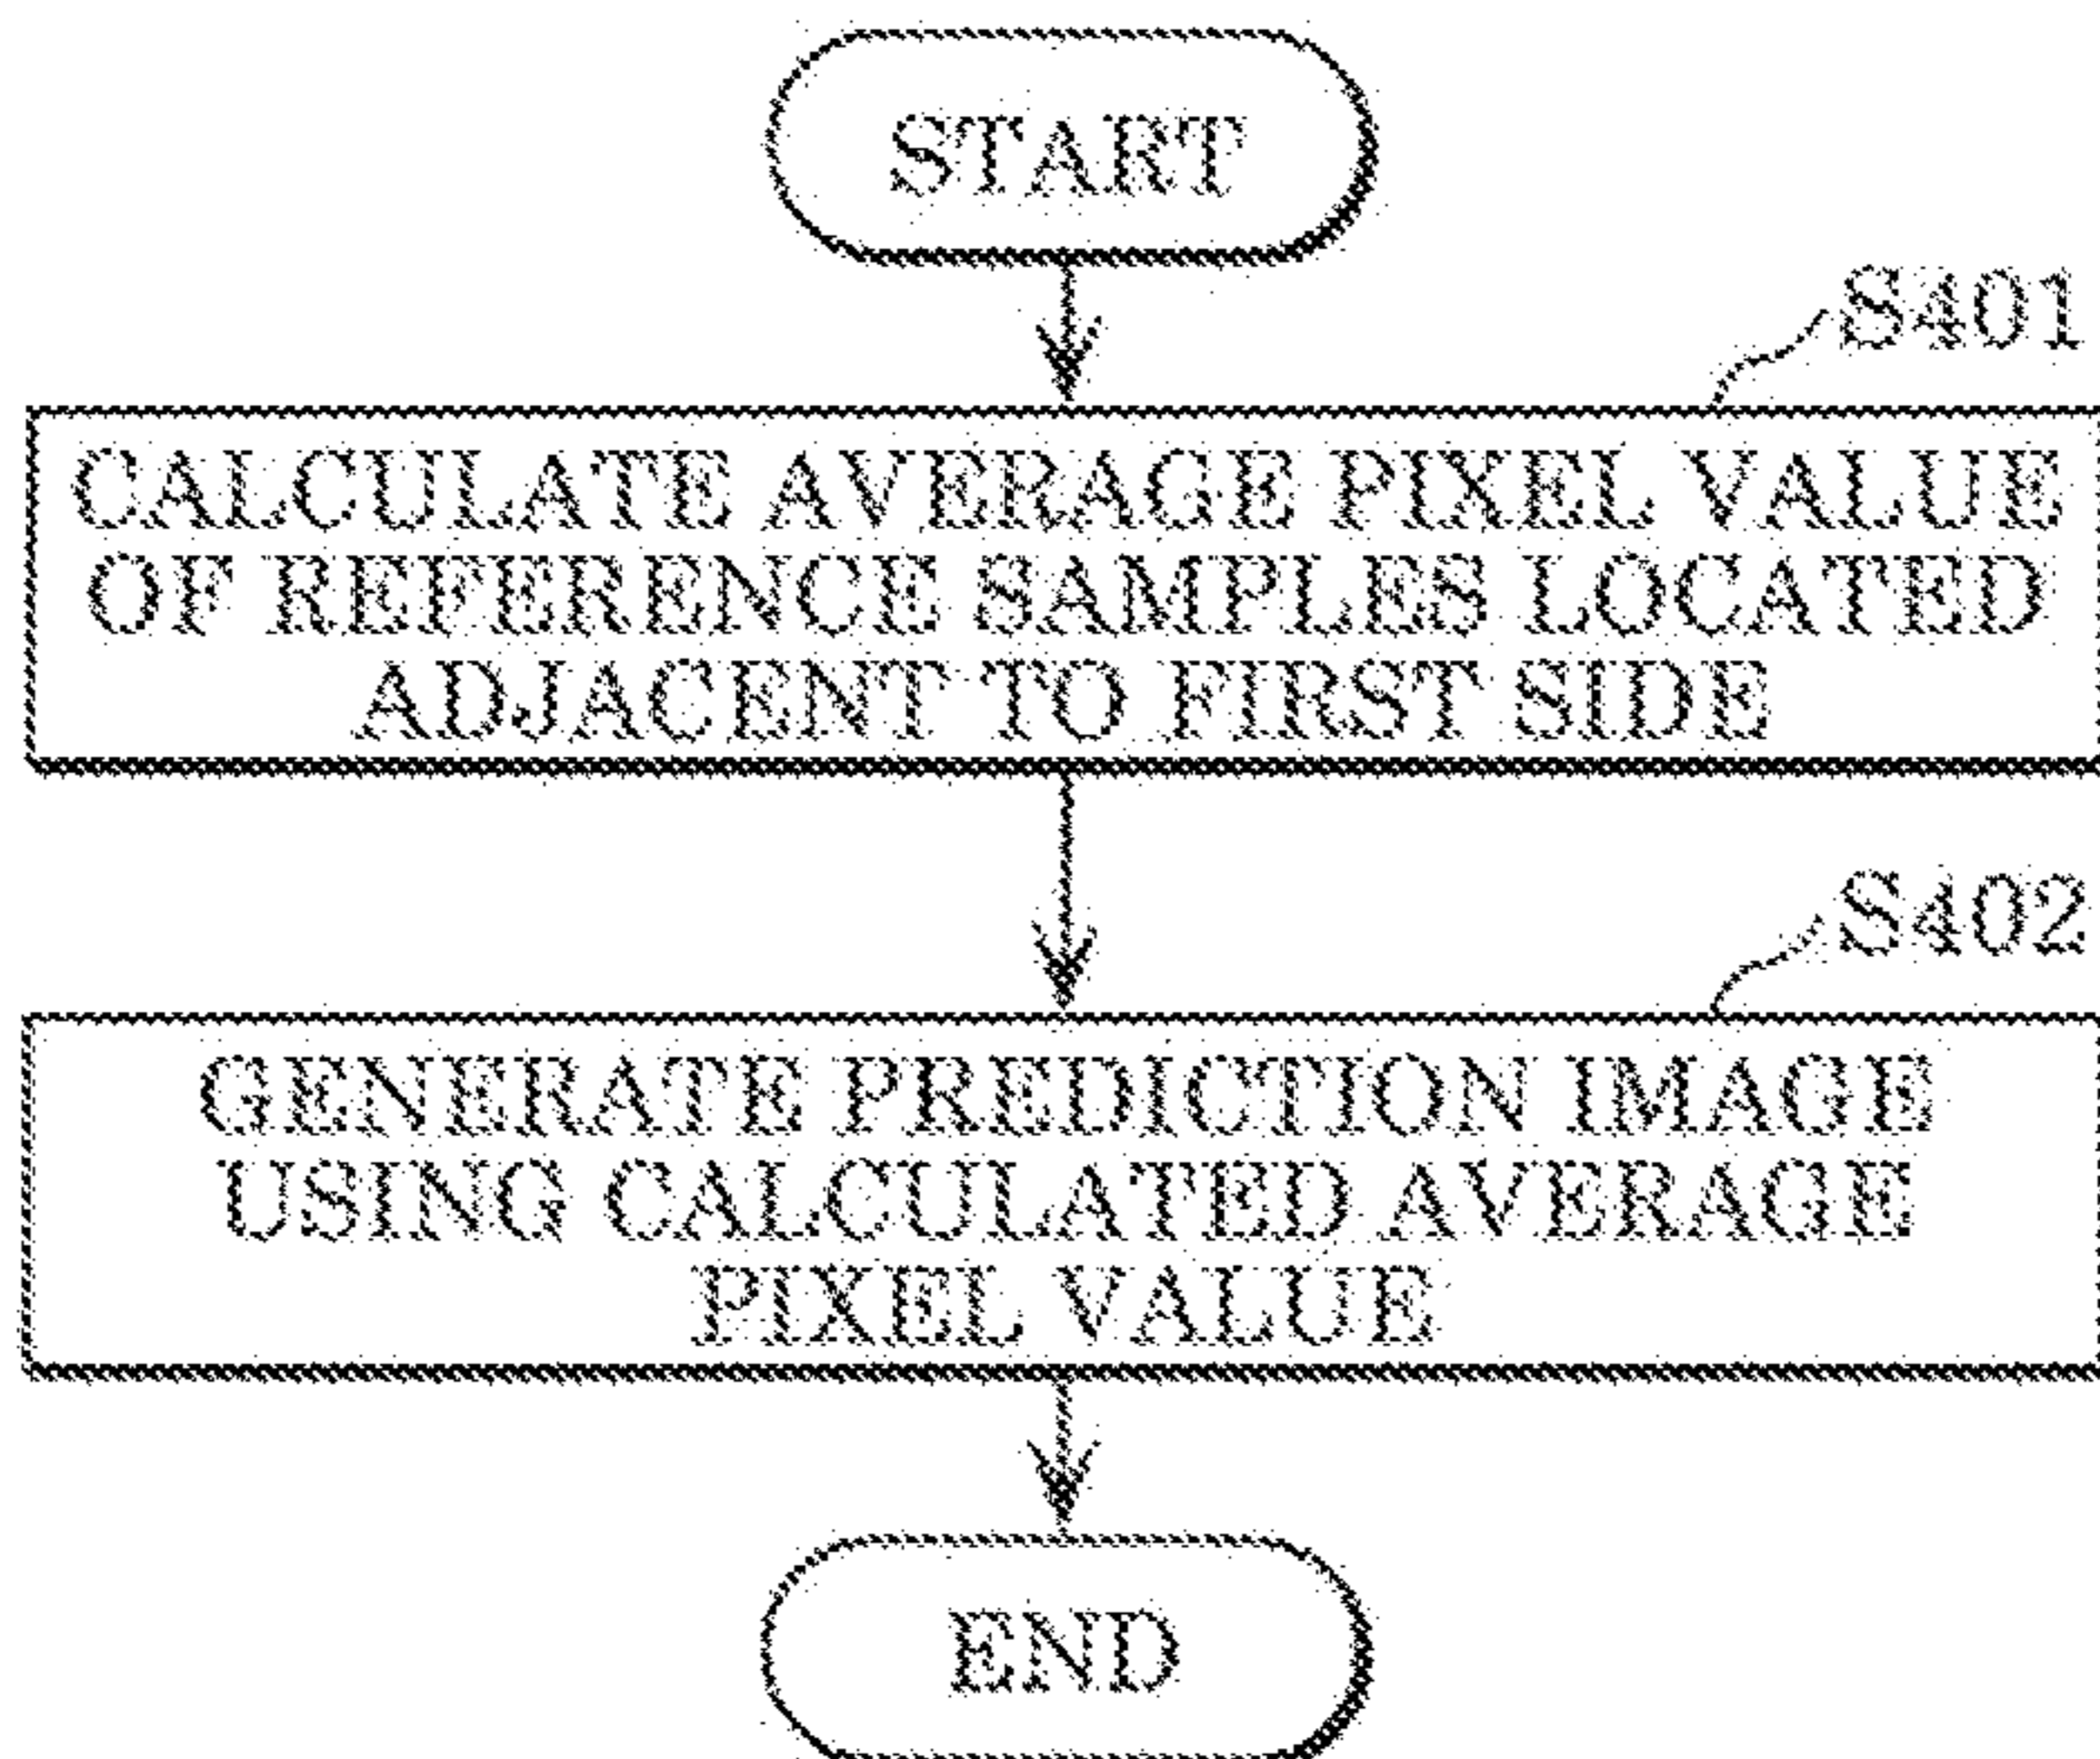 START
S401
CALCULATE AVERAGE PIXEL VALUE
OF REFERENCE SAMPLES LOCATED
ADJACENT TO FIRST SIDE
S402
GENERATE PREDICTION IMAGE
USING CALCULATED AVERAGE
PIXEL VALUE
END